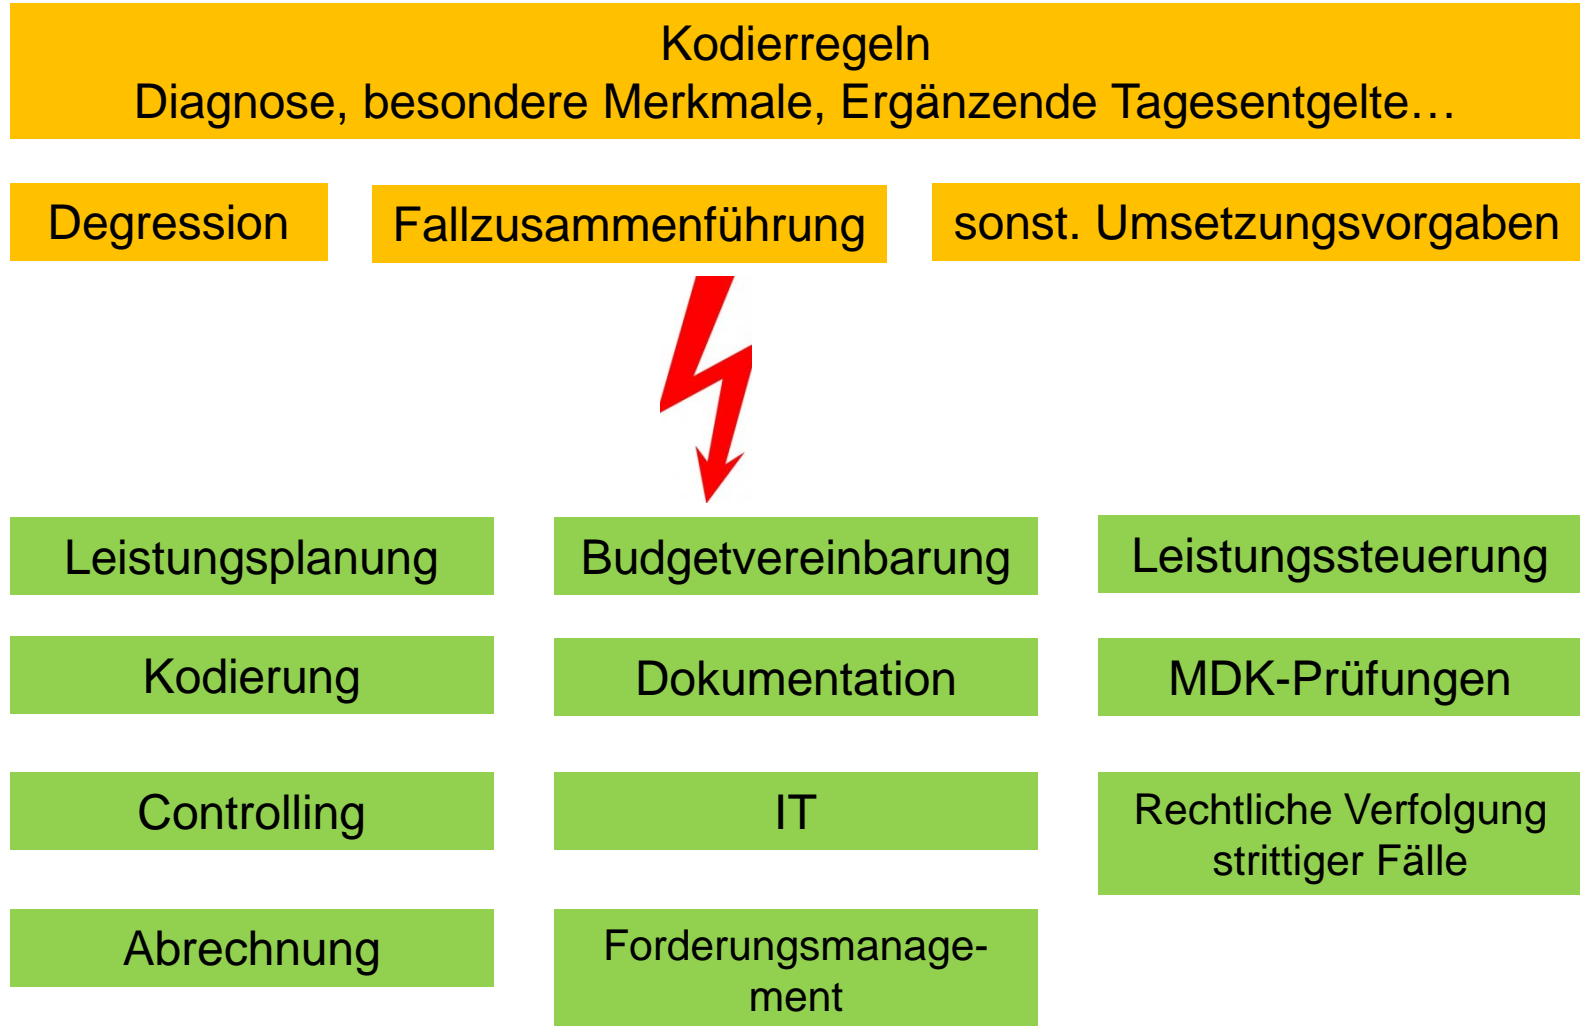 Kodierregeln
Diagnose, besondere Merkmale, Ergänzende Tagesentgelte…
Degression
Fallzusammenführung
sonst. Umsetzungsvorgaben
Leistungsplanung
Budgetvereinbarung
Leistungssteuerung
Kodierung
Dokumentation
MDK-Prüfungen
Controlling
IT
Rechtliche Verfolgung
strittiger Fälle
Abrechnung
Forderungsmanage-
ment